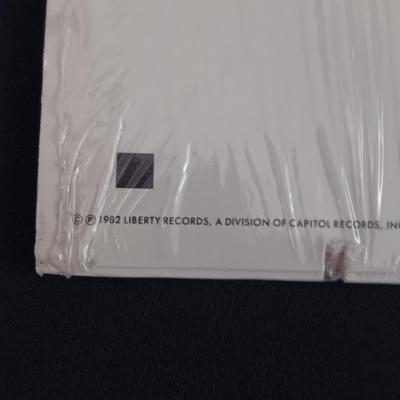 © ℗ 1982 LIBERTY RECORDS, A DIVISION OF CAPITOL RECORDS, INC